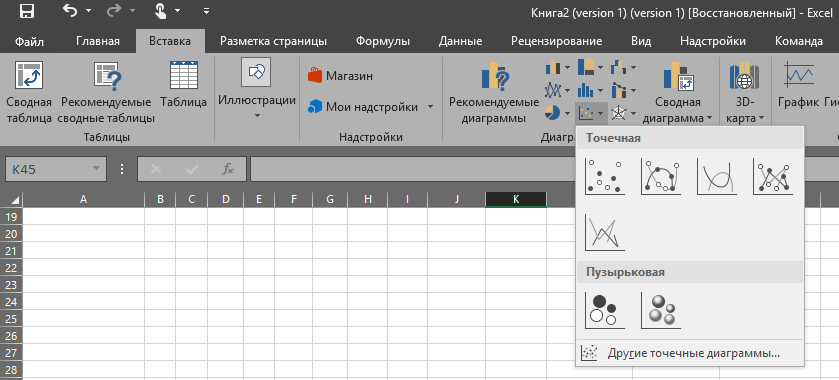 Книга2 (version 1) (version 1) [Восстановленный] - Excel
Файл Главная Вставка Разметка страницы Формулы Данные Рецензирование Вид Надстройки Команда
Сводная таблица
Рекомендуемые сводные таблицы
Таблица
Таблицы
Иллюстрации
Магазин
Мои надстройки
Надстройки
Рекомендуемые диаграммы
Сводная диаграмма
3D-карта
График
Точечная
Пузырьковая
Другие точечные диаграммы...
K45
fx
A B C D E F G H I J K
19
20
21
22
23
24
25
26
27
28